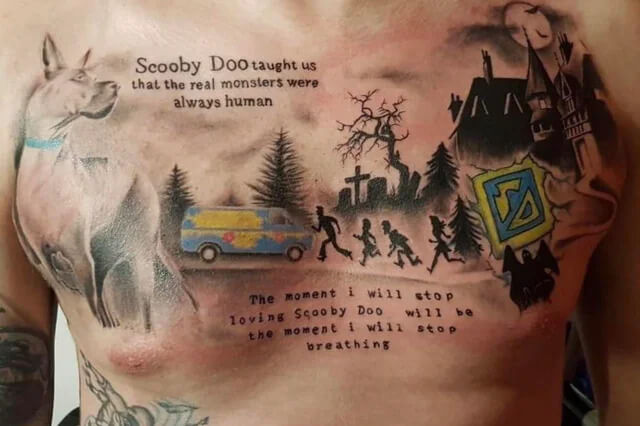 Scooby Doo taught us
that the real monsters were
always human
SD
The moment i will stop
loving Scooby Doo will be
the moment i will stop
breathing